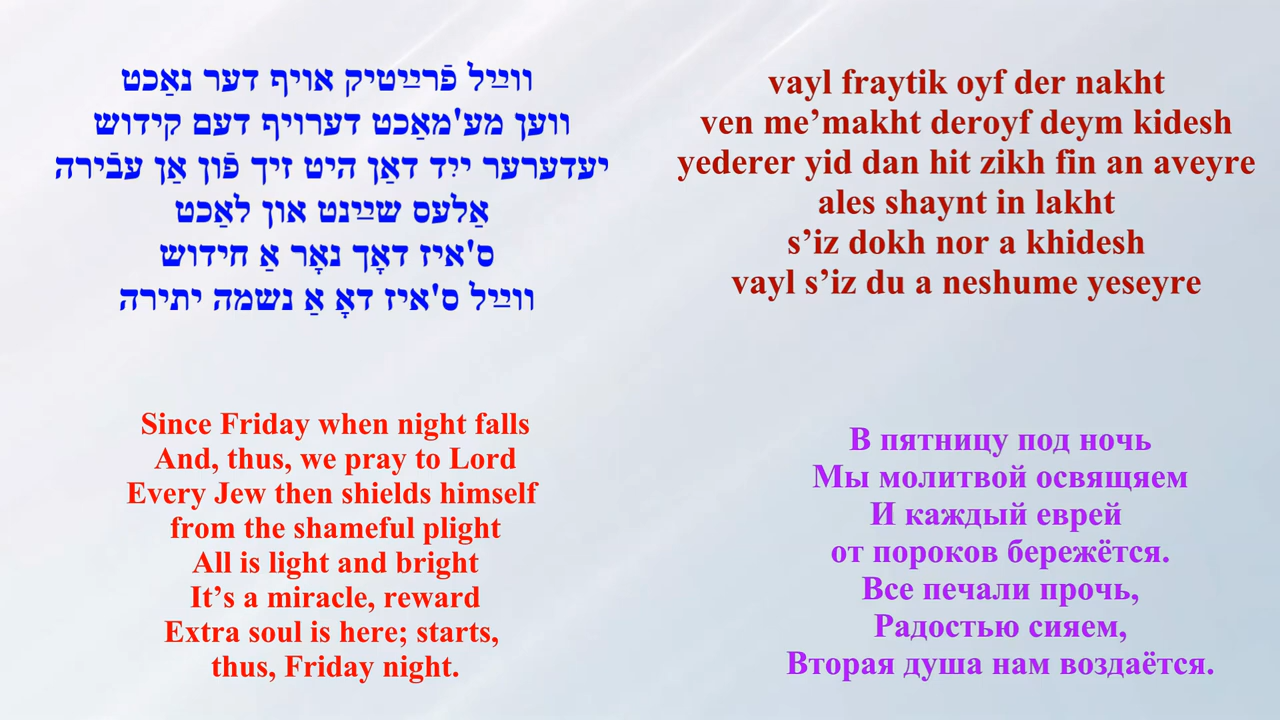 ווײַל פֿרײַטיק אויף דער נאַכט
ווען מע'מאַכט דערויף דעם קידוש
יעדערער ייִד דאַן היט זיך פֿון אַן עבֿירה
אַלעס שײַנט און לאַכט
ס'איז דאָך נאָר אַ חידוש
ווײַל ס'איז דאָ אַ נשמה יתירה
vayl fraytik oyf der nakht
ven me’makht deroyf deym kidesh
yederer yid dan hit zikh fin an aveyre
ales shaynt in lakht
s’iz dokh nor a khidesh
vayl s’iz du a neshume yeseyre
Since Friday when night falls
And, thus, we pray to Lord
Every Jew then shields himself
from the shameful plight
All is light and bright
It’s a miracle, reward
Extra soul is here; starts,
thus, Friday night.
В пятницу под ночь
Мы молитвой освящяем
И каждый еврей
от пороков бережётся.
Все печали прочь,
Радостью сияем,
Вторая душа нам воздаётся.